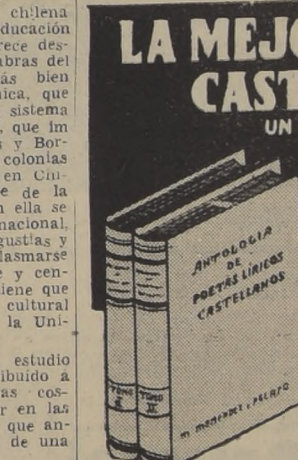 chilena
ducación
rece des-
bras del
ás bien
nica, que
sistema
, que im
s y Bor-
colonias
en Chi-
e de la
n ella se
nacional,
gustias y
lasmarse
e y cen-
iene que
cultural
la Uni-
estudio
ibuido á
as cos-
r en las
que an-
de una
LA MEJO
CAST
UN
ANTOLOGIA
DE
POETAS LÍRICOS
CASTELLANOS
TOMO
I
TOMO
II
M. MENENDEZ Y PELAYO